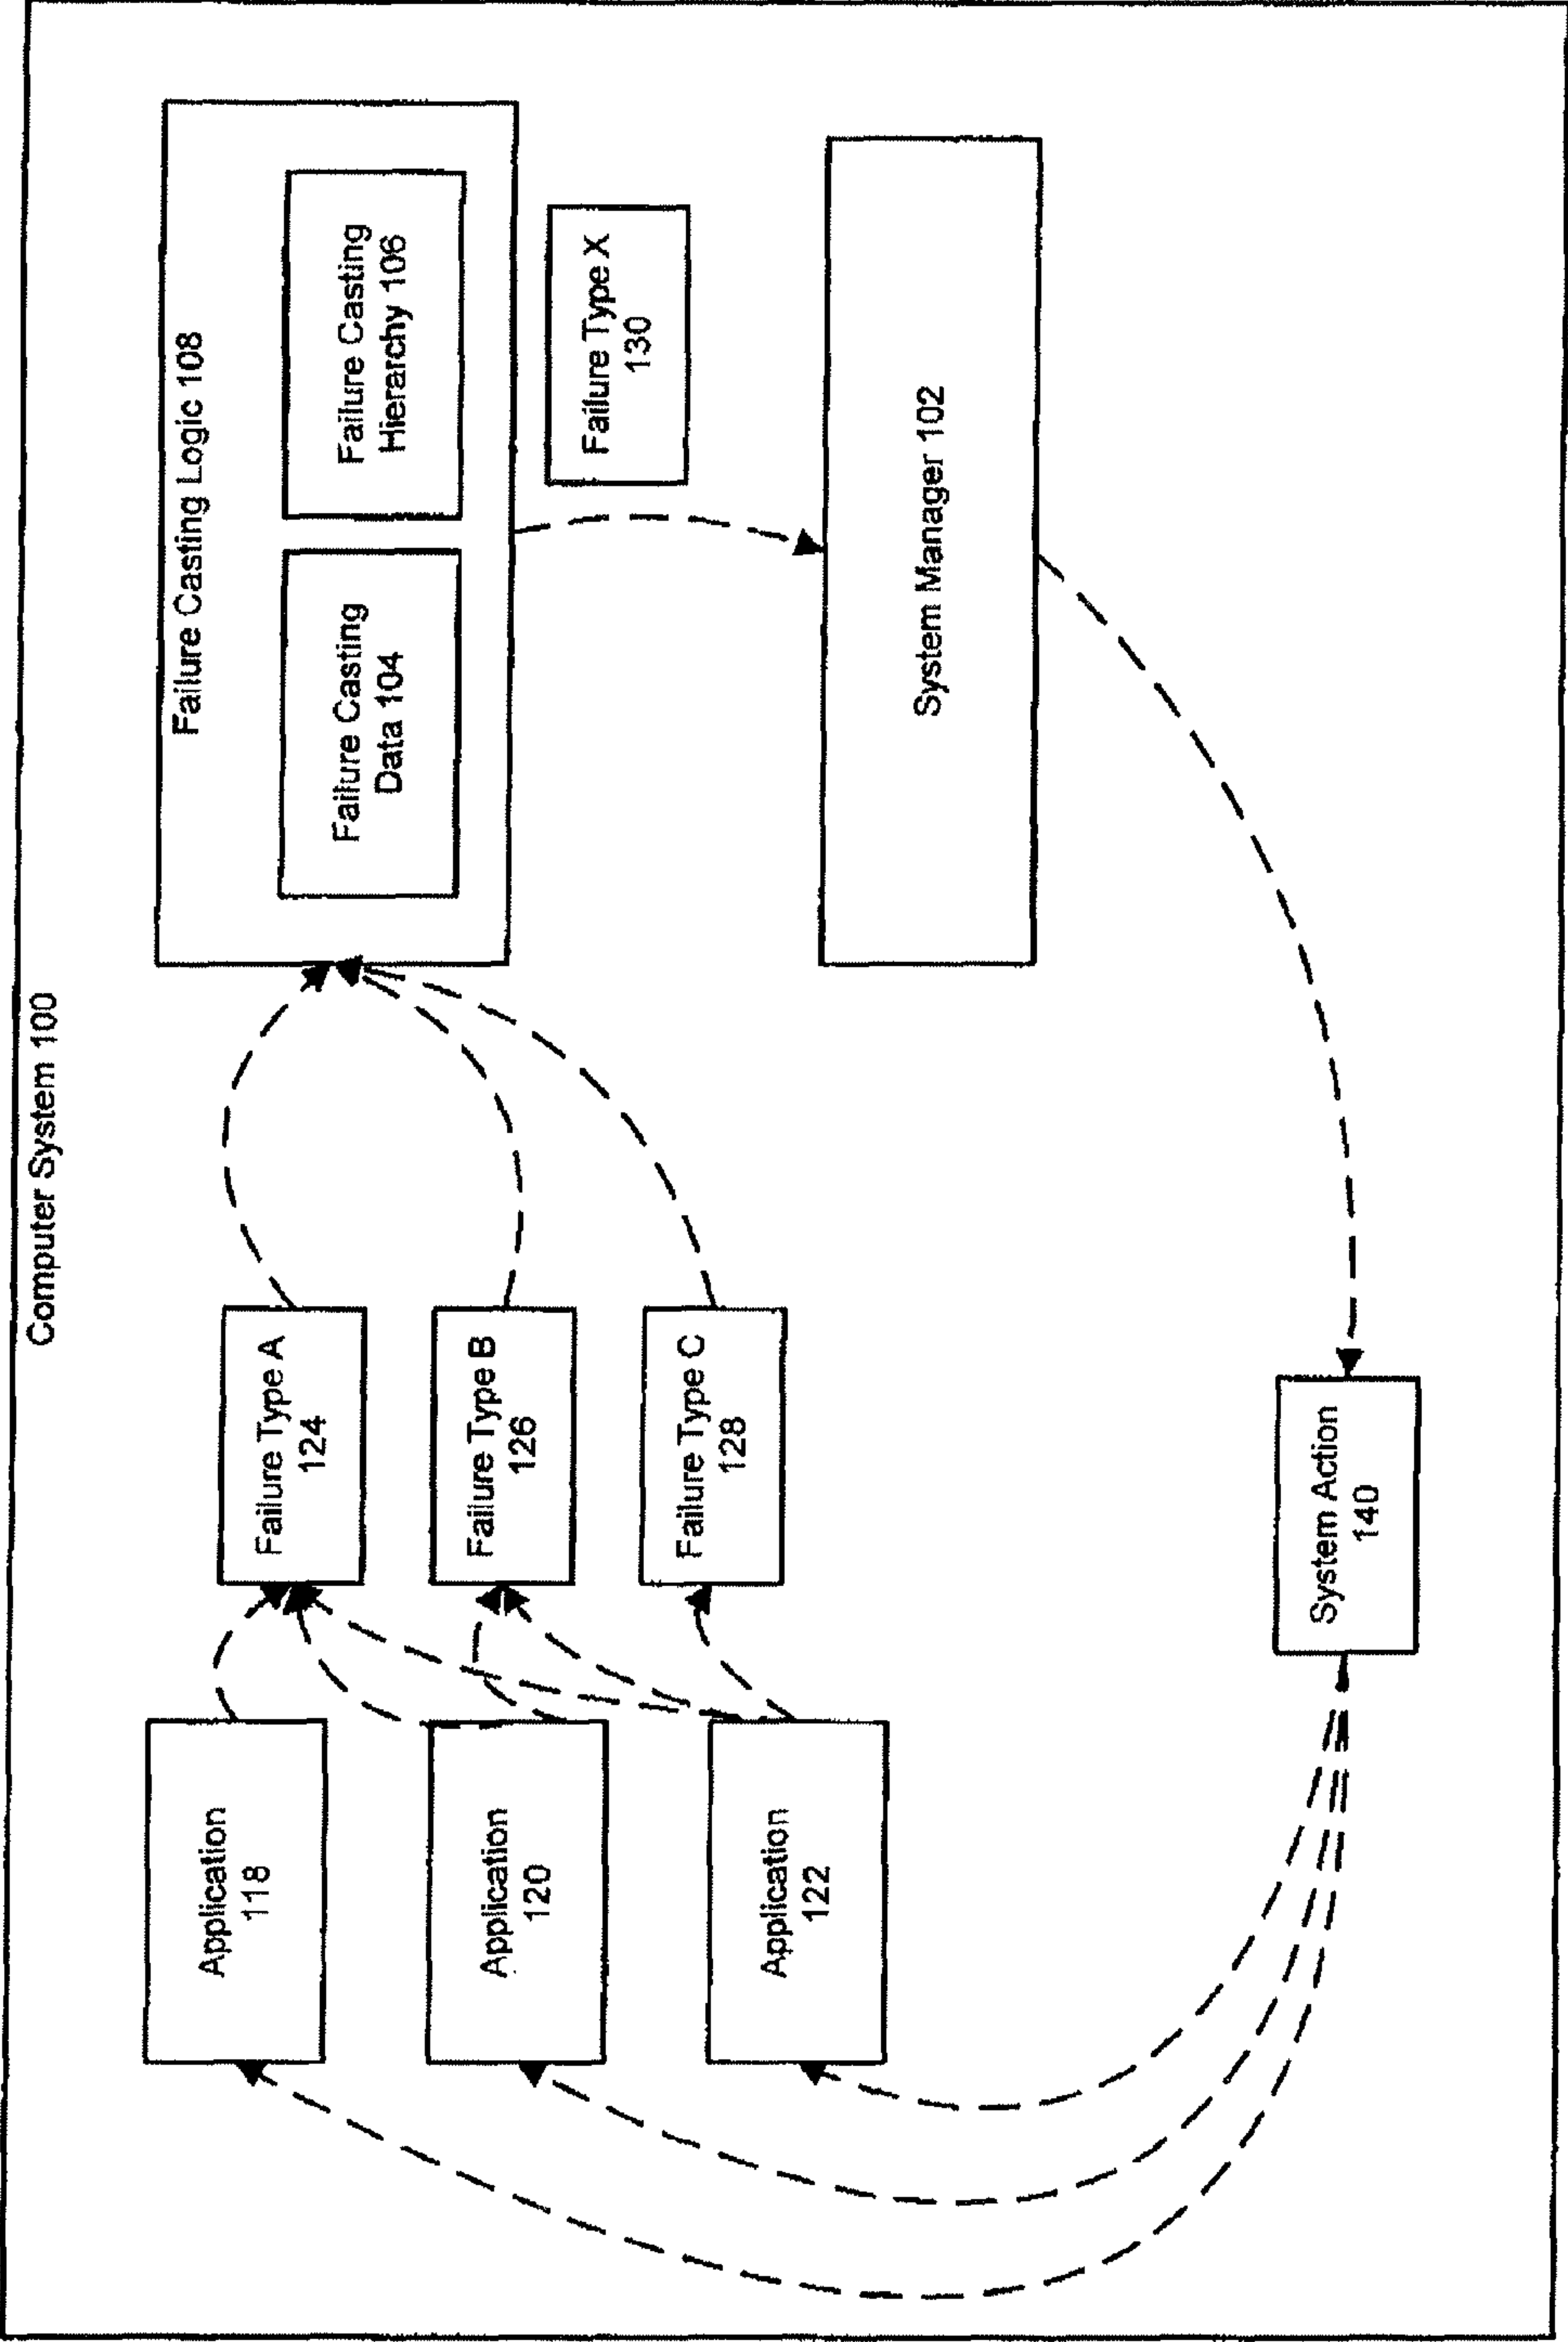 Computer System 100
Failure Casting Logic 108
Failure Casting
Data 104
Failure Casting
Hierarchy 106
Application
118
Failure Type A
124
Application
120
Failure Type B
126
Failure Type X
130
Application
122
Failure Type C
128
System Manager 102
System Action
140